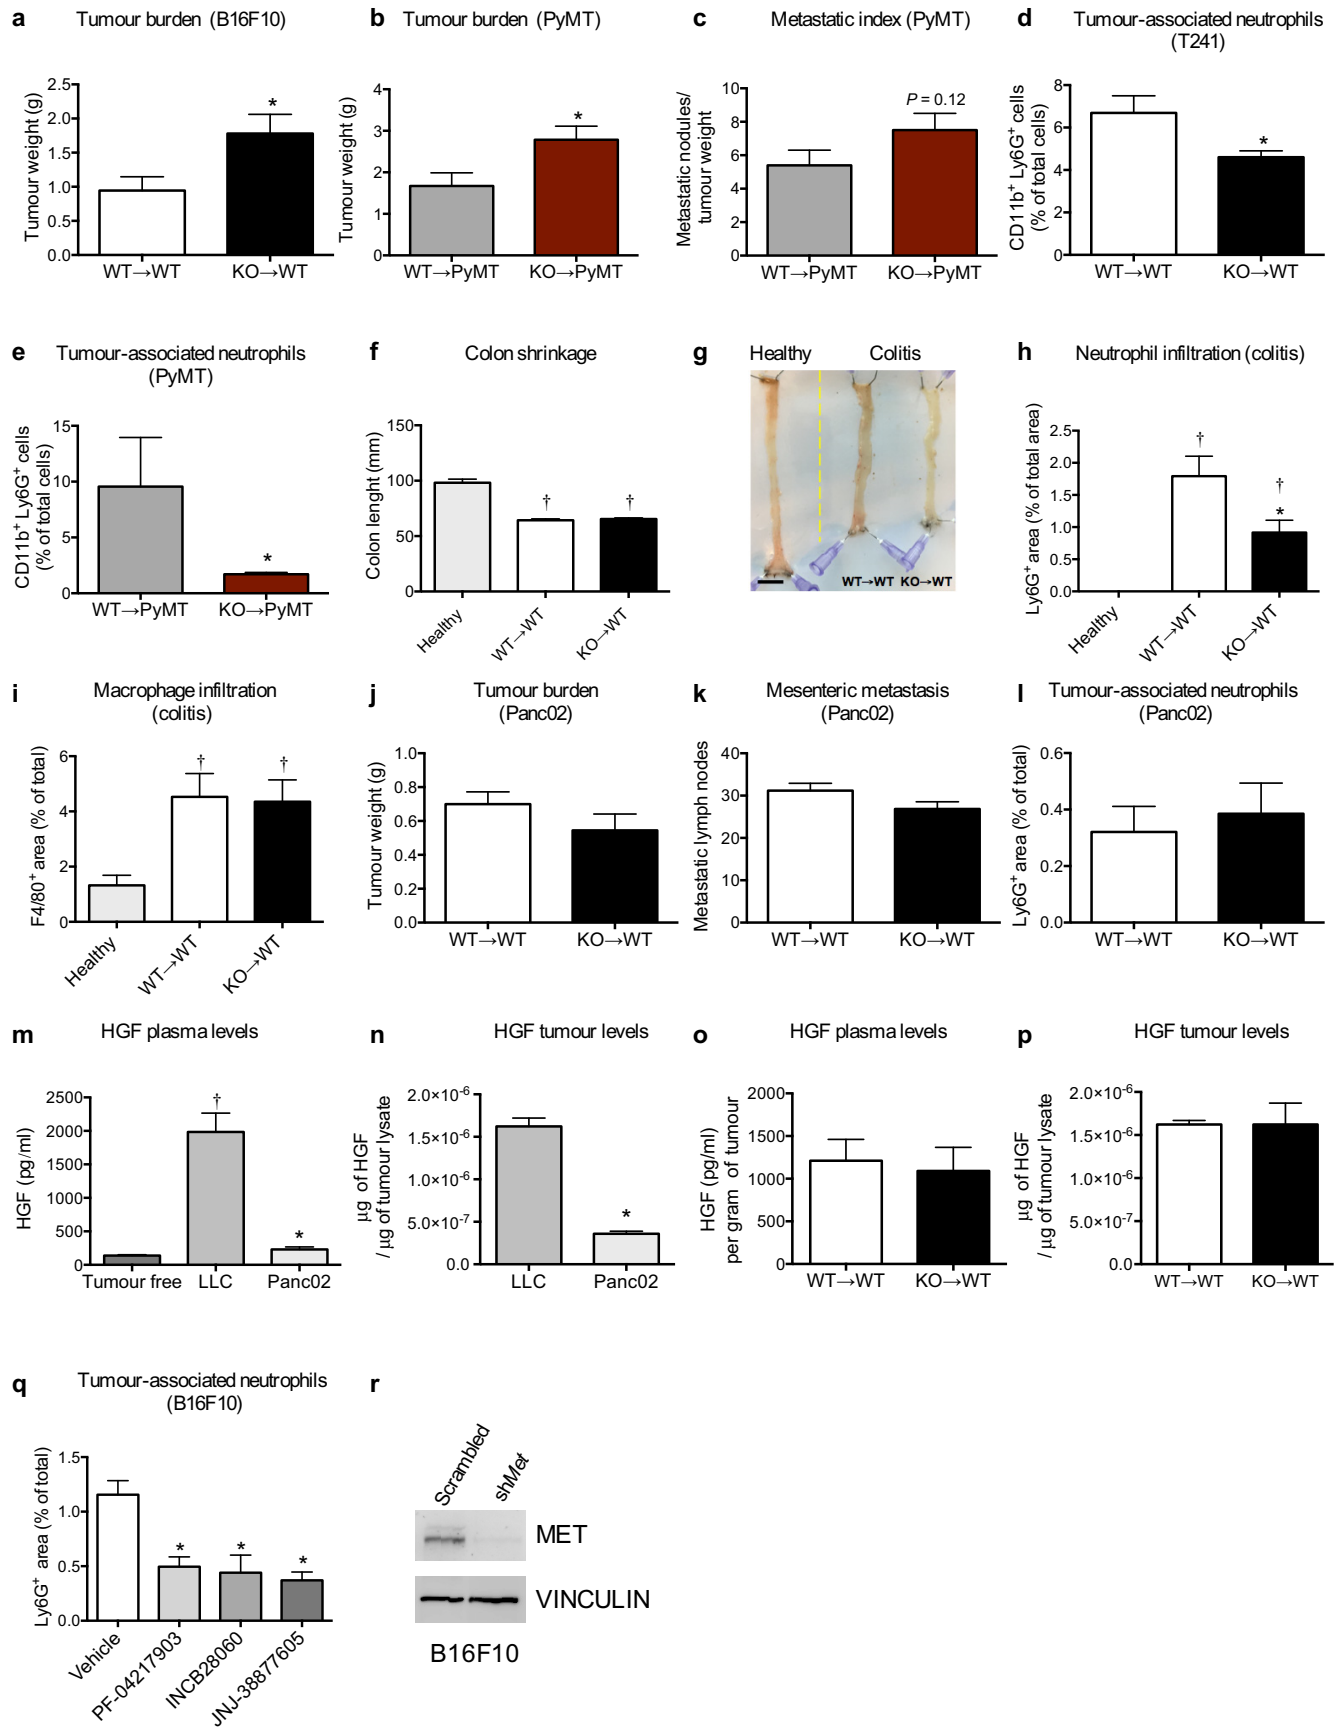 a Tumour burden (B16F10)
Tumour weight (g)
2.5
2.0
1.5
1.0
0.5
0.0
*
WT→WT KO→WT
b Tumour burden (PyMT)
Tumour weight (g)
4
3
2
1
0
*
WT→PyMT KO→PyMT
c Metastatic index (PyMT)
Metastatic nodules/
tumour weight
10
8
6
4
2
0
P = 0.12
WT→PyMT KO→PyMT
d Tumour-associated neutrophils
(T241)
CD11b⁺ Ly6G⁺ cells
(% of total cells)
8
6
4
2
0
*
WT→WT KO→WT
e Tumour-associated neutrophils
(PyMT)
CD11b⁺ Ly6G⁺ cells
(% of total cells)
15
10
5
0
*
WT→PyMT KO→PyMT
f Colon shrinkage
Colon lenght (mm)
150
100
50
0
† †
Healthy WT→WT KO→WT
g Healthy Colitis
WT→WT KO→WT
h Neutrophil infiltration (colitis)
Ly6G⁺ area (% of total area)
2.5
2.0
1.5
1.0
0.5
0.0
†
†
*
Healthy WT→WT KO→WT
i Macrophage infiltration
(colitis)
F4/80⁺ area (% of total)
6
4
2
0
† †
Healthy WT→WT KO→WT
j Tumour burden
(Panc02)
Tumour weight (g)
1.0
0.8
0.6
0.4
0.2
0.0
WT→WT KO→WT
k Mesenteric metastasis
(Panc02)
Metastatic lymph nodes
40
30
20
10
0
WT→WT KO→WT
l Tumour-associated neutrophils
(Panc02)
Ly6G⁺ area (% of total)
0.6
0.4
0.2
0.0
WT→WT KO→WT
m HGF plasma levels
HGF (pg/ml)
2500
2000
1500
1000
500
0
†
*
Tumour free LLC Panc02
n HGF tumour levels
µg of HGF
/ µg of tumour lysate
2.0×10⁻⁶
1.5×10⁻⁶
1.0×10⁻⁶
5.0×10⁻⁷
0.0
*
LLC Panc02
o HGF plasma levels
HGF (pg/ml)
per gram of tumour
2000
1500
1000
500
0
WT→WT KO→WT
p HGF tumour levels
µg of HGF
/ µg of tumour lysate
2.0×10⁻⁶
1.5×10⁻⁶
1.0×10⁻⁶
5.0×10⁻⁷
0.0
WT→WT KO→WT
q Tumour-associated neutrophils
(B16F10)
Ly6G⁺ area (% of total)
1.5
1.0
0.5
0.0
* * *
Vehicle PF-04217903 INCB28060 JNJ-38877605
r
Scrambled shMet
MET
VINCULIN
B16F10